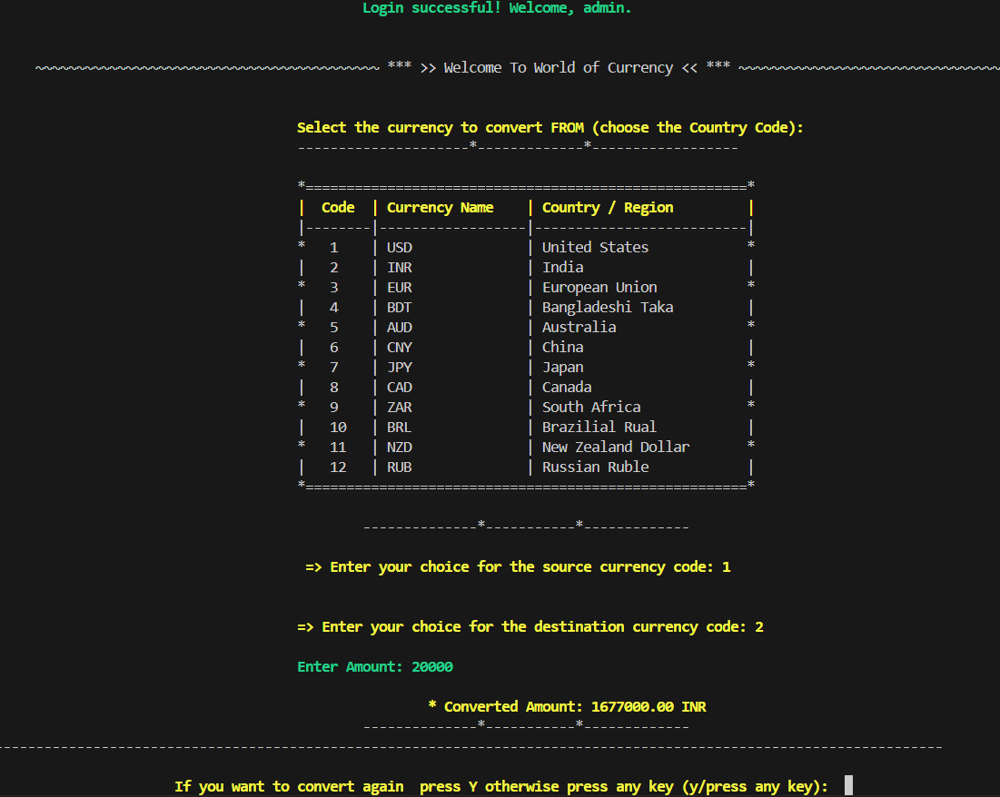 Login successful! Welcome, admin.
~~~~~~~~~~~~~~~~~~~~~~~~~~~~~~~~~~~~~~~~~~ *** >> Welcome To World of Currency << *** ~~~~~~~~~~~~~~~~~~~~~~~~~~~~~~~~
Select the currency to convert FROM (choose the Country Code):
---------------------*-------------*------------------
*======================================================*
|  Code  | Currency Name    | Country / Region         |
|--------|------------------|--------------------------|
*   1    | USD              | United States            *
|   2    | INR              | India                    |
*   3    | EUR              | European Union           *
|   4    | BDT              | Bangladeshi Taka         |
*   5    | AUD              | Australia                *
|   6    | CNY              | China                    |
*   7    | JPY              | Japan                    *
|   8    | CAD              | Canada                   |
*   9    | ZAR              | South Africa             *
|   10   | BRL              | Brazilial Rual           |
*   11   | NZD              | New Zealand Dollar       *
|   12   | RUB              | Russian Ruble            |
*======================================================*
--------------*-----------*-------------
=> Enter your choice for the source currency code: 1
=> Enter your choice for the destination currency code: 2
Enter Amount: 20000
* Converted Amount: 1677000.00 INR
--------------*-----------*-------------
-------------------------------------------------------------------------------------------------------------------
If you want to convert again  press Y otherwise press any key (y/press any key):